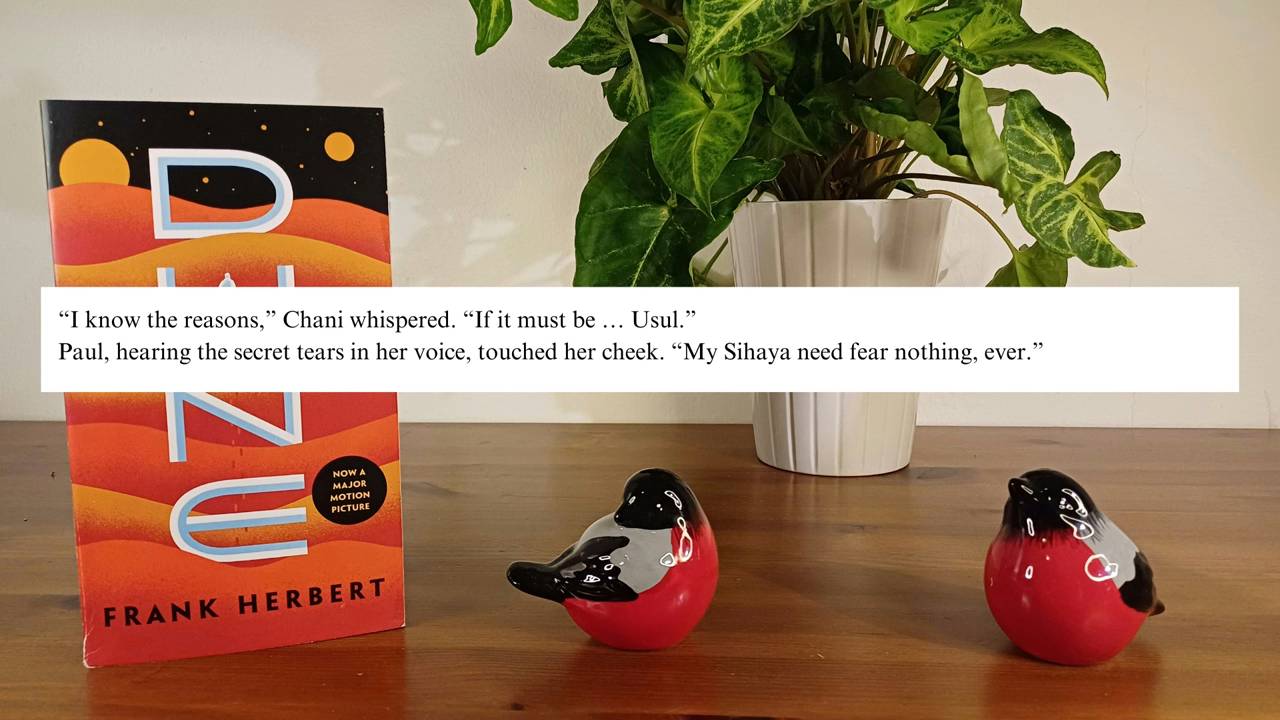 DUNE
“I know the reasons,” Chani whispered. “If it must be … Usul.”
Paul, hearing the secret tears in her voice, touched her cheek. “My Sihaya need fear nothing, ever.”
NOW A
MAJOR
MOTION
PICTURE
FRANK HERBERT